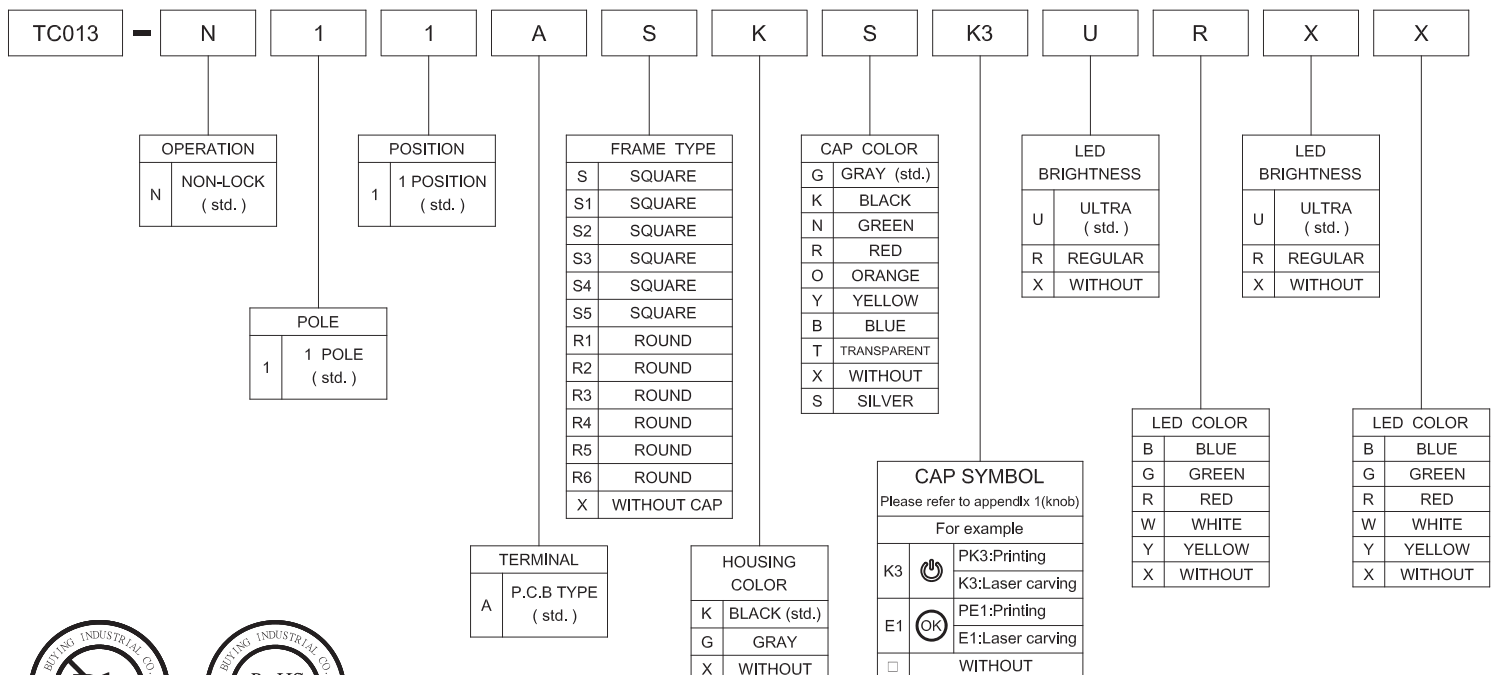 TC013 - N 1 1 A S K S K3 U R X X
OPERATION
N NON-LOCK
( std. )
POLE
1 1 POLE
( std. )
POSITION
1 1 POSITION
( std. )
TERMINAL
A P.C.B TYPE
( std. )
FRAME TYPE
S SQUARE
S1 SQUARE
S2 SQUARE
S3 SQUARE
S4 SQUARE
S5 SQUARE
R1 ROUND
R2 ROUND
R3 ROUND
R4 ROUND
R5 ROUND
R6 ROUND
X WITHOUT CAP
HOUSING
COLOR
K BLACK (std.)
G GRAY
X WITHOUT
CAP COLOR
G GRAY (std.)
K BLACK
N GREEN
R RED
O ORANGE
Y YELLOW
B BLUE
T TRANSPARENT
X WITHOUT
S SILVER
CAP SYMBOL
Please refer to appendix 1(knob)
For example
K3 PK3:Printing
K3:Laser carving
E1 OK PE1:Printing
E1:Laser carving
□ WITHOUT
LED
BRIGHTNESS
U ULTRA
( std. )
R REGULAR
X WITHOUT
LED COLOR
B BLUE
G GREEN
R RED
W WHITE
Y YELLOW
X WITHOUT
LED
BRIGHTNESS
U ULTRA
( std. )
R REGULAR
X WITHOUT
LED COLOR
B BLUE
G GREEN
R RED
W WHITE
Y YELLOW
X WITHOUT
BUYING INDUSTRIAL CO.
BUYING INDUSTRIAL CO.